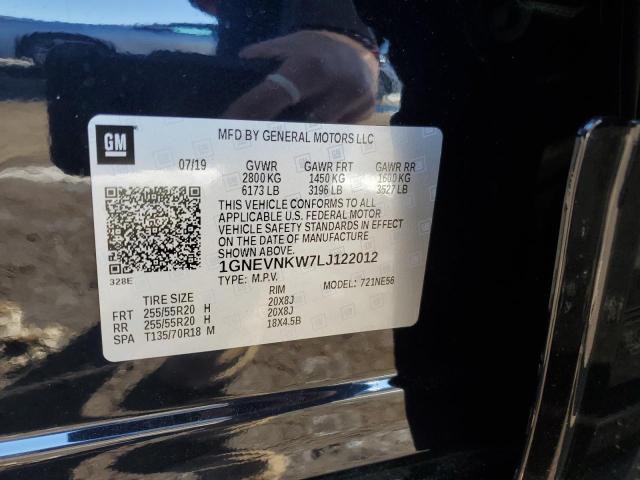 GM
MFD BY GENERAL MOTORS LLC
07/19 GVWR GAWR FRT GAWR RR
2800 KG 1450 KG 1600 KG
6173 LB 3196 LB 3527 LB
THIS VEHICLE CONFORMS TO ALL
APPLICABLE U.S. FEDERAL MOTOR
VEHICLE SAFETY STANDARDS IN EFFECT
ON THE DATE OF MANUFACTURE
SHOWN ABOVE.
1GNEVNKW7LJ122012
328E TYPE: M.P.V. MODEL: 721NE56
TIRE SIZE RIM
FRT 255/55R20 H 20X8J
RR 255/55R20 H 20X8J
SPA T135/70R18 M 18X4.5B